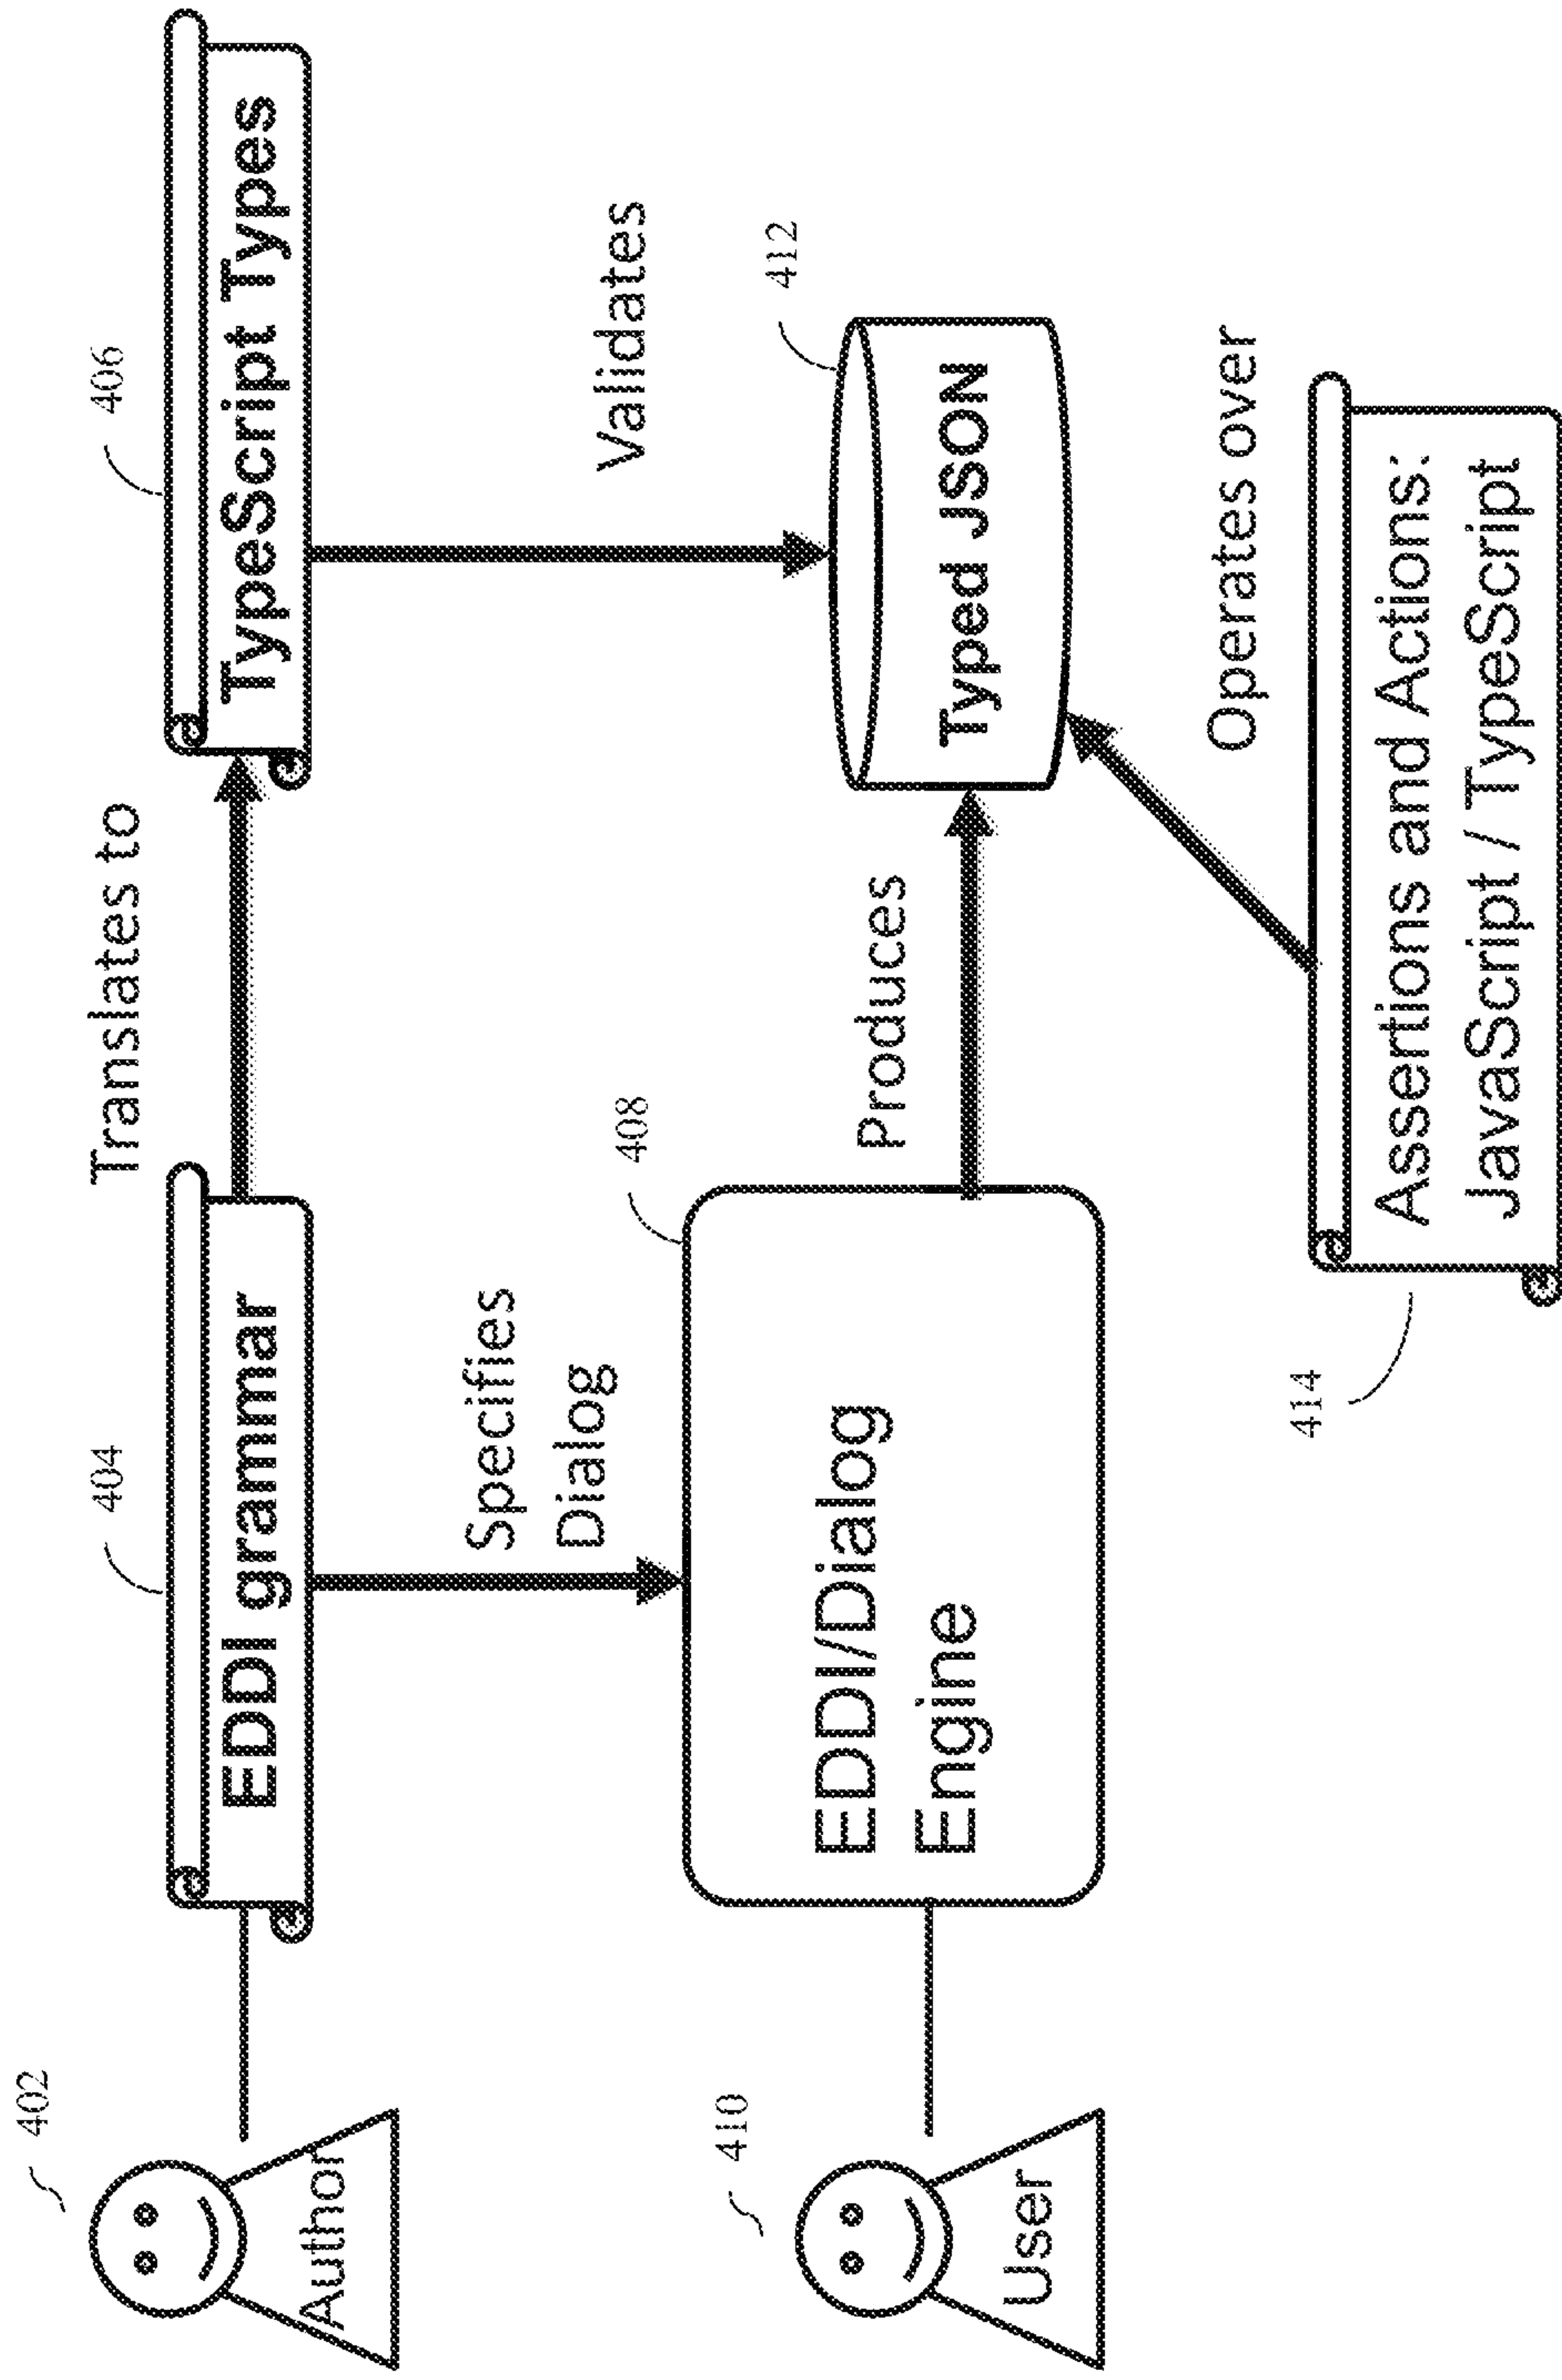 402
Author
404
EDDI grammar
Translates to
406
TypeScript Types
Specifies
Dialog
Validates
410
User
408
EDDI/Dialog
Engine
Produces
412
Typed JSON
Operates over
414
Assertions and Actions:
JavaScript / TypeScript